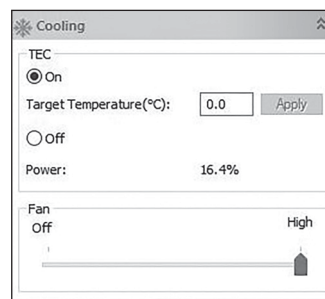 Cooling
TEC
On
Target Temperature(°C): 0.0 Apply
Off
Power: 16.4%
Fan
Off High